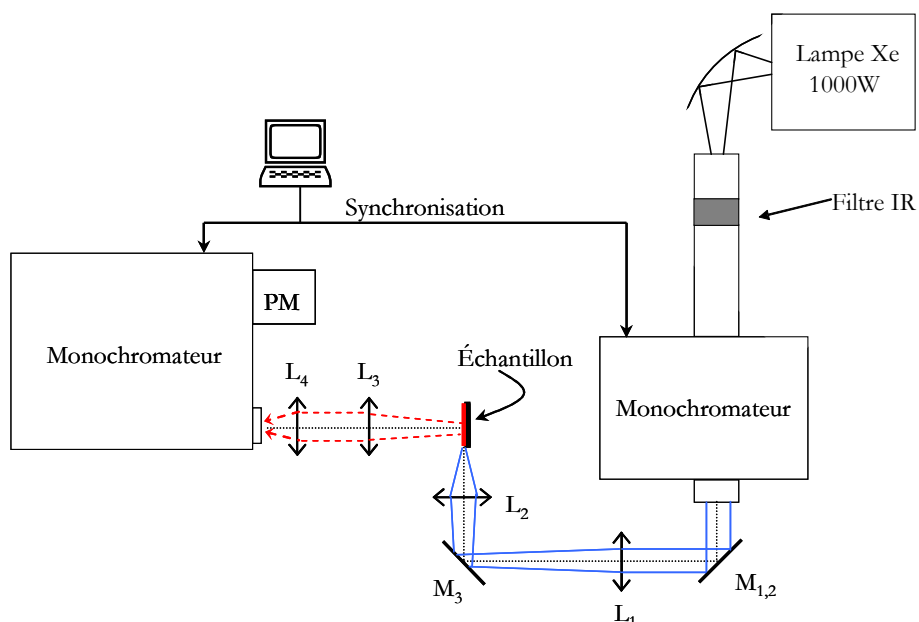 Lampe Xe
1000W
Filtre IR
Synchronisation
PM
Monochromateur
Échantillon
L4
L3
Monochromateur
L2
M3
L1
M1,2